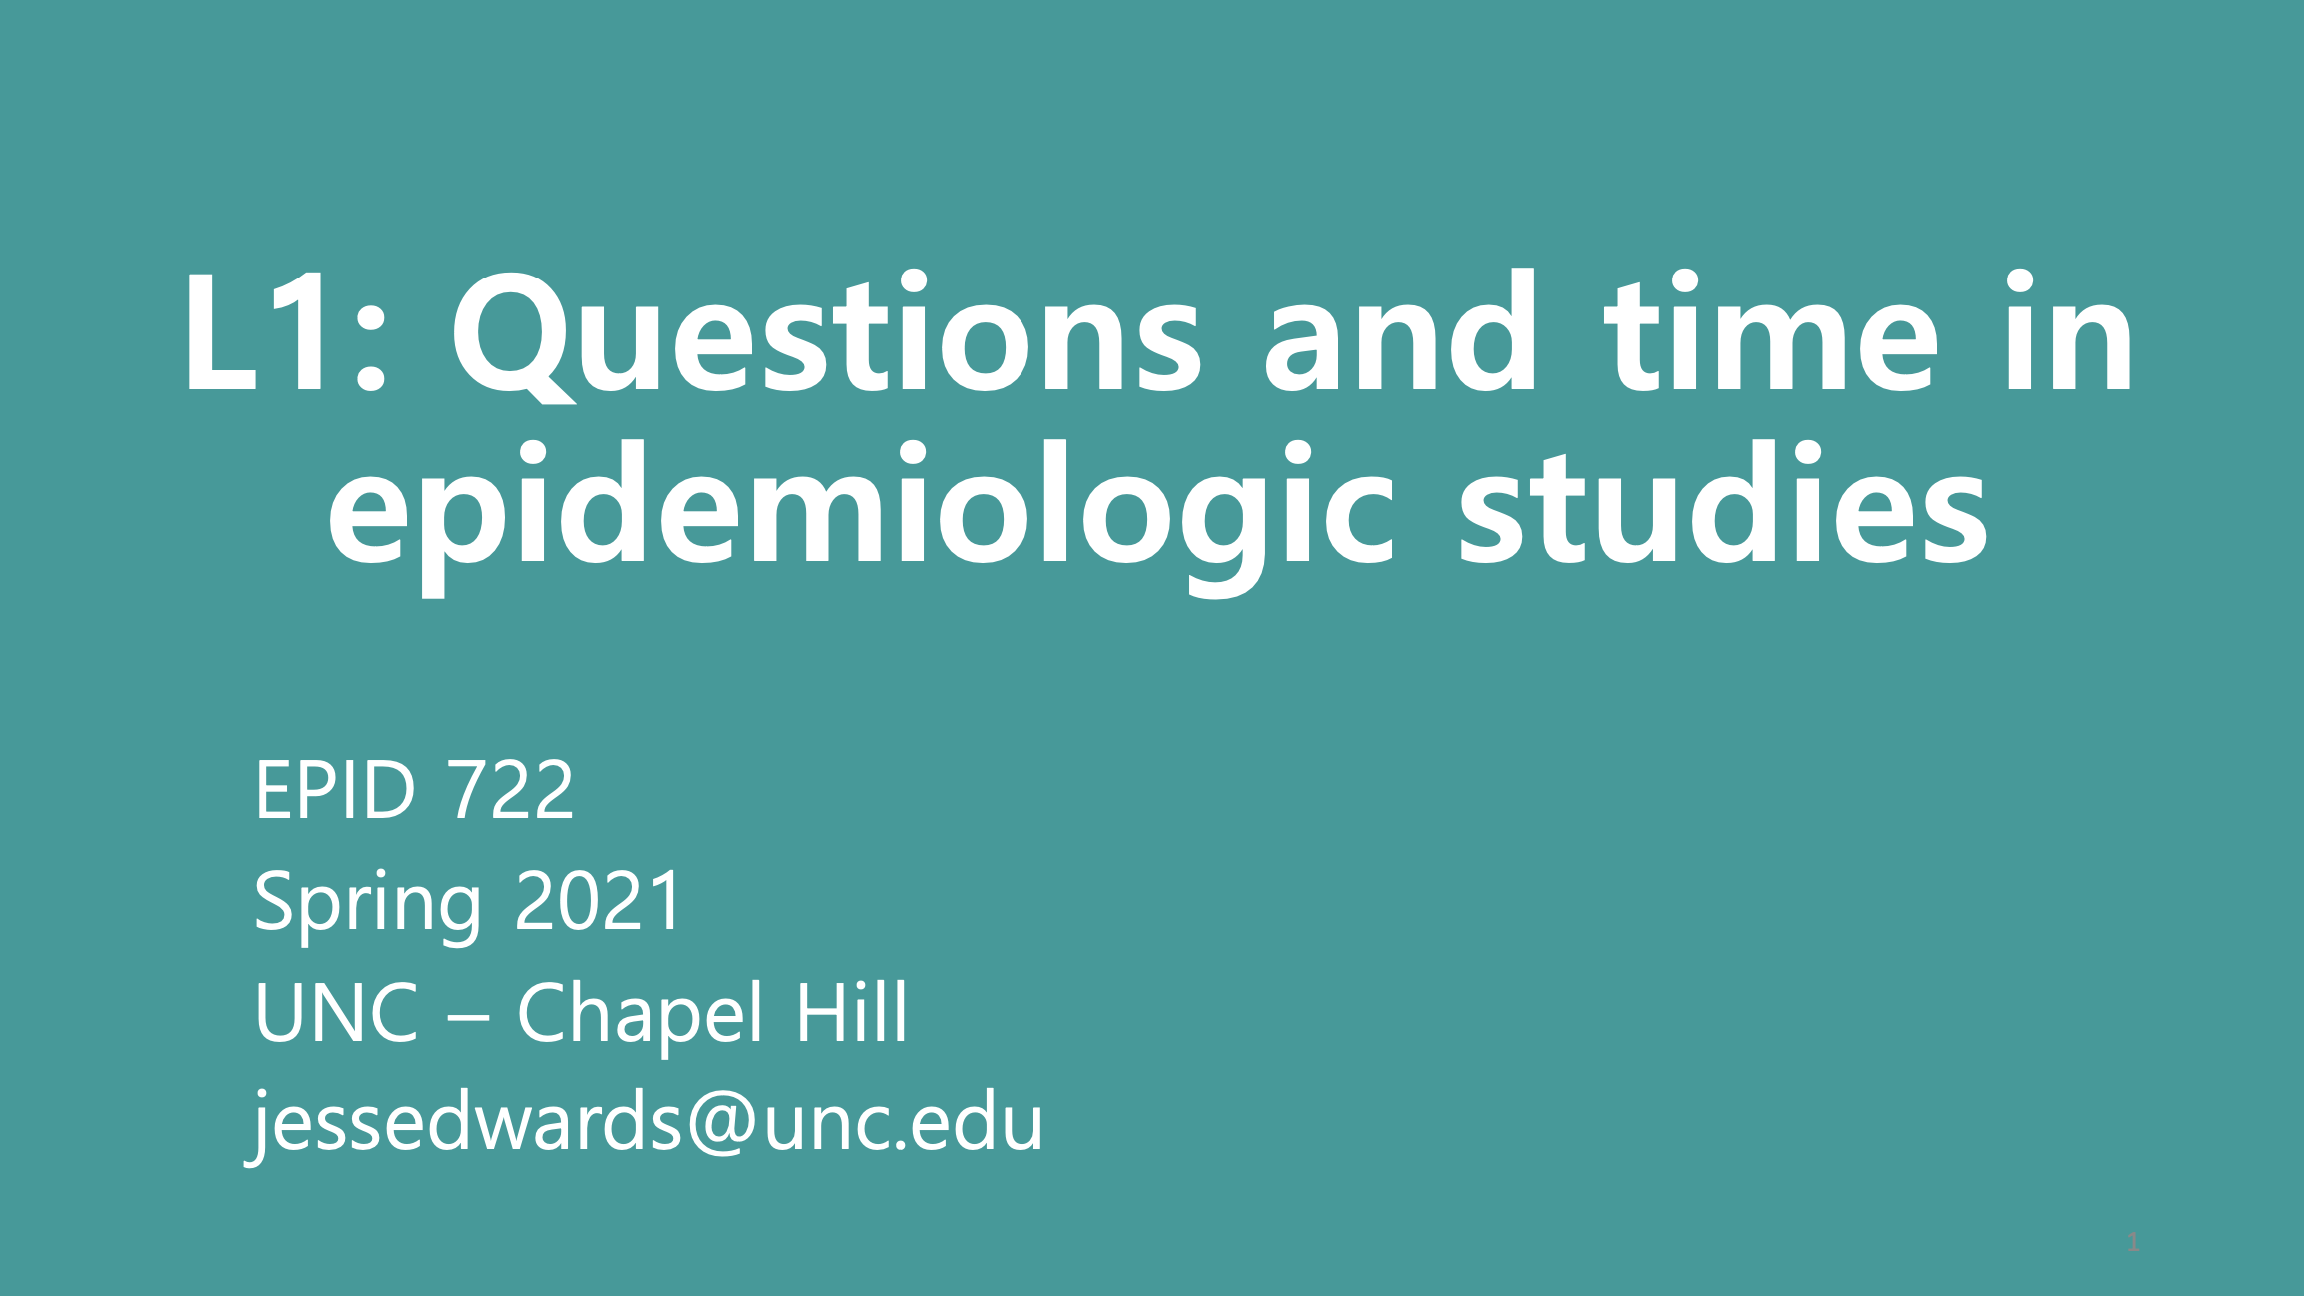 L1: Questions and time in
epidemiologic studies
EPID 722
Spring 2021
UNC – Chapel Hill
jessedwards@unc.edu
1